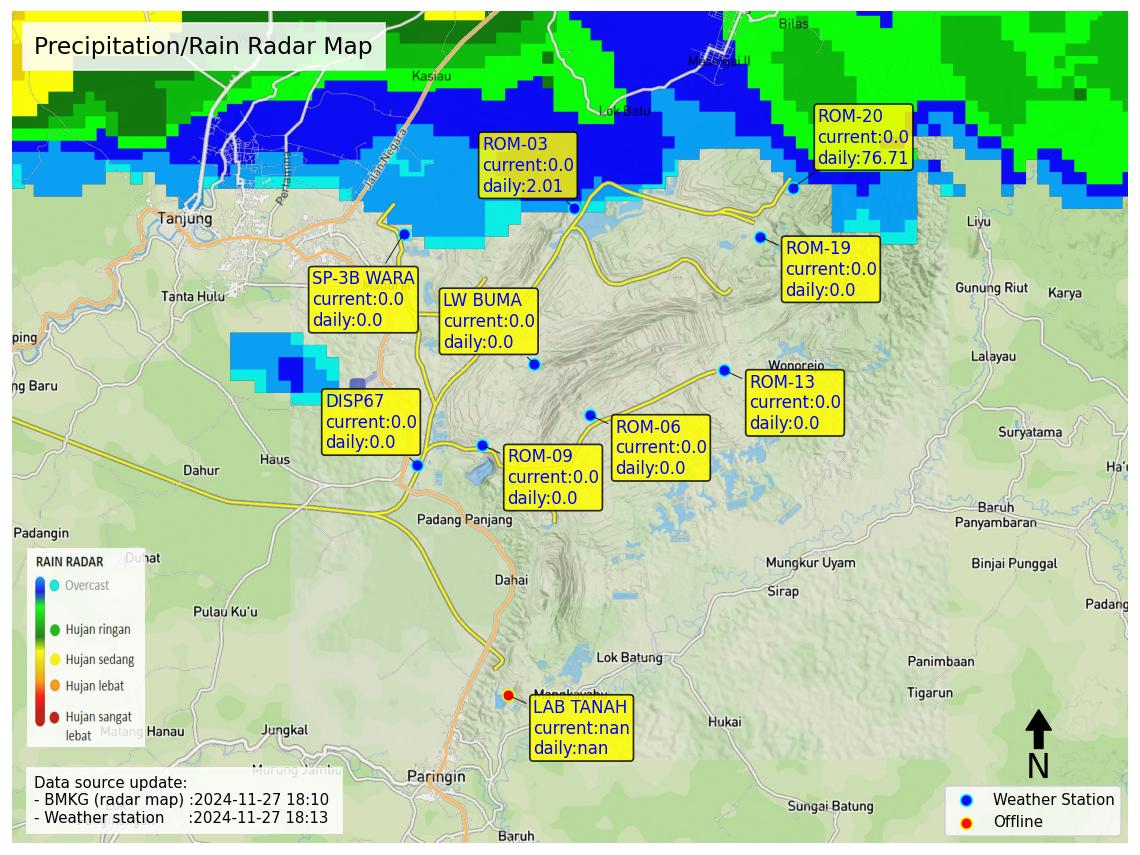 Precipitation/Rain Radar Map
Bilas
Kasiau
Lok Batu
Jalan Negara
Pertamina
Tanjung
Tanta Hulu
ROM-03
current:0.0
daily:2.01
ROM-20
current:0.0
daily:76.71
ROM-19
current:0.0
daily:0.0
SP-3B WARA
current:0.0
daily:0.0
LW BUMA
current:0.0
daily:0.0
Liyu
Gunung Riut
Karya
Lalayau
Wonorejo
ROM-13
current:0.0
daily:0.0
DISP67
current:0.0
daily:0.0
ROM-06
current:0.0
daily:0.0
ROM-09
current:0.0
daily:0.0
ping
ng Baru
Suryatama
Ha'u
Dahur
Haus
Padang Panjang
Baruh
Panyambaran
Padangin
Duhat
Dahai
Mungkur Uyam
Binjai Punggal
Sirap
Padang
Pulau Ku'u
RAIN RADAR
Overcast
Hujan ringan
Hujan sedang
Hujan lebat
Hujan sangat
lebat
Lok Batung
Panimbaan
Tigarun
LAB TANAH
current:nan
daily:nan
Hukai
Matang Hanau
Jungkal
Murung Jambu
Paringin
Sungai Batung
Baruh
Data source update:
- BMKG (radar map) :2024-11-27 18:10
- Weather station :2024-11-27 18:13
N
Weather Station
Offline